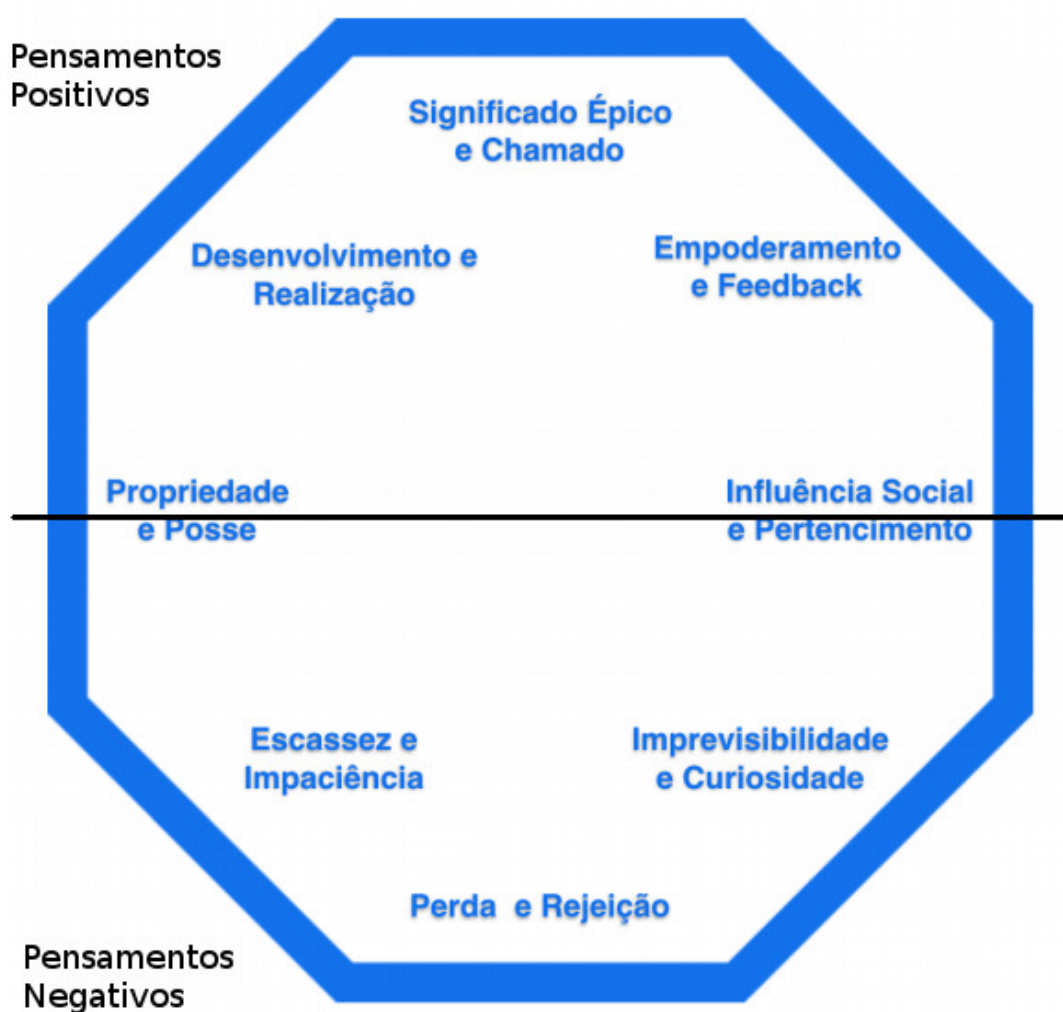 Pensamentos
Positivos
Significado Épico
e Chamado
Desenvolvimento e
Realização
Empoderamento
e Feedback
Propriedade
e Posse
Influência Social
e Pertencimento
Escassez e
Impaciência
Imprevisibilidade
e Curiosidade
Perda e Rejeição
Pensamentos
Negativos